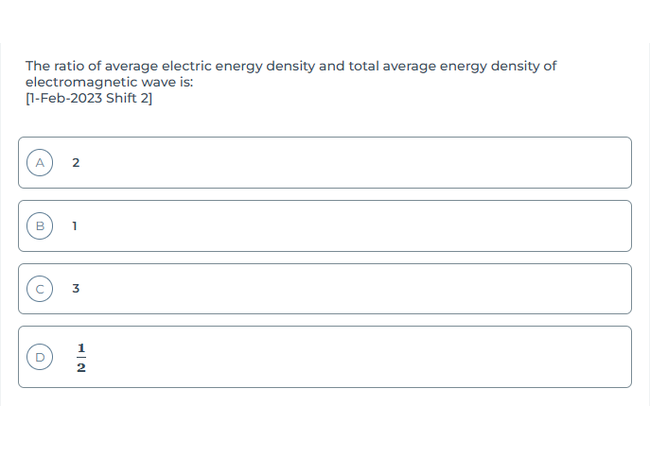 The ratio of average electric energy density and total average energy density of
electromagnetic wave is:
[1-Feb-2023 Shift 2]
A 2
B 1
C 3
D 1/2